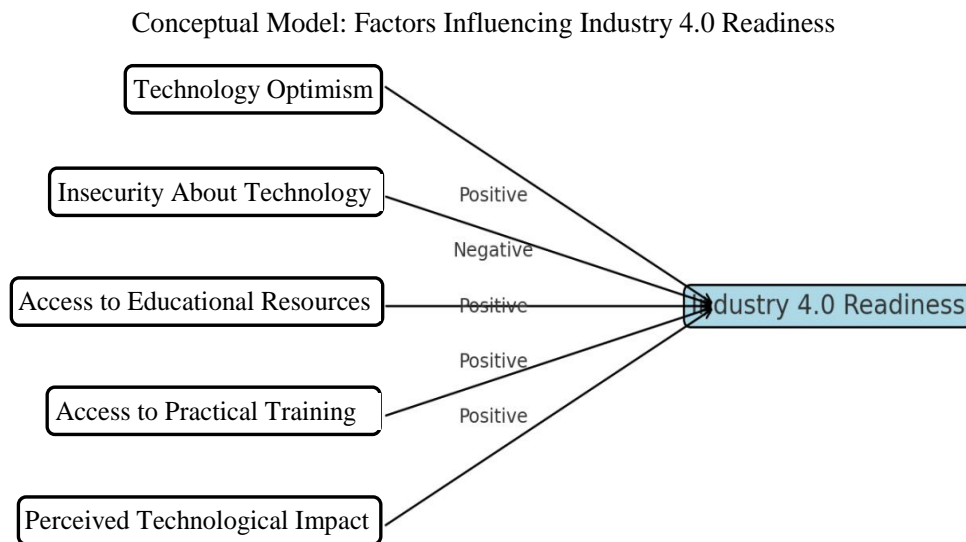 Conceptual Model: Factors Influencing Industry 4.0 Readiness
Technology Optimism
Insecurity About Technology
Positive
Negative
Access to Educational Resources
Positive
Industry 4.0 Readiness
Positive
Access to Practical Training
Positive
Perceived Technological Impact